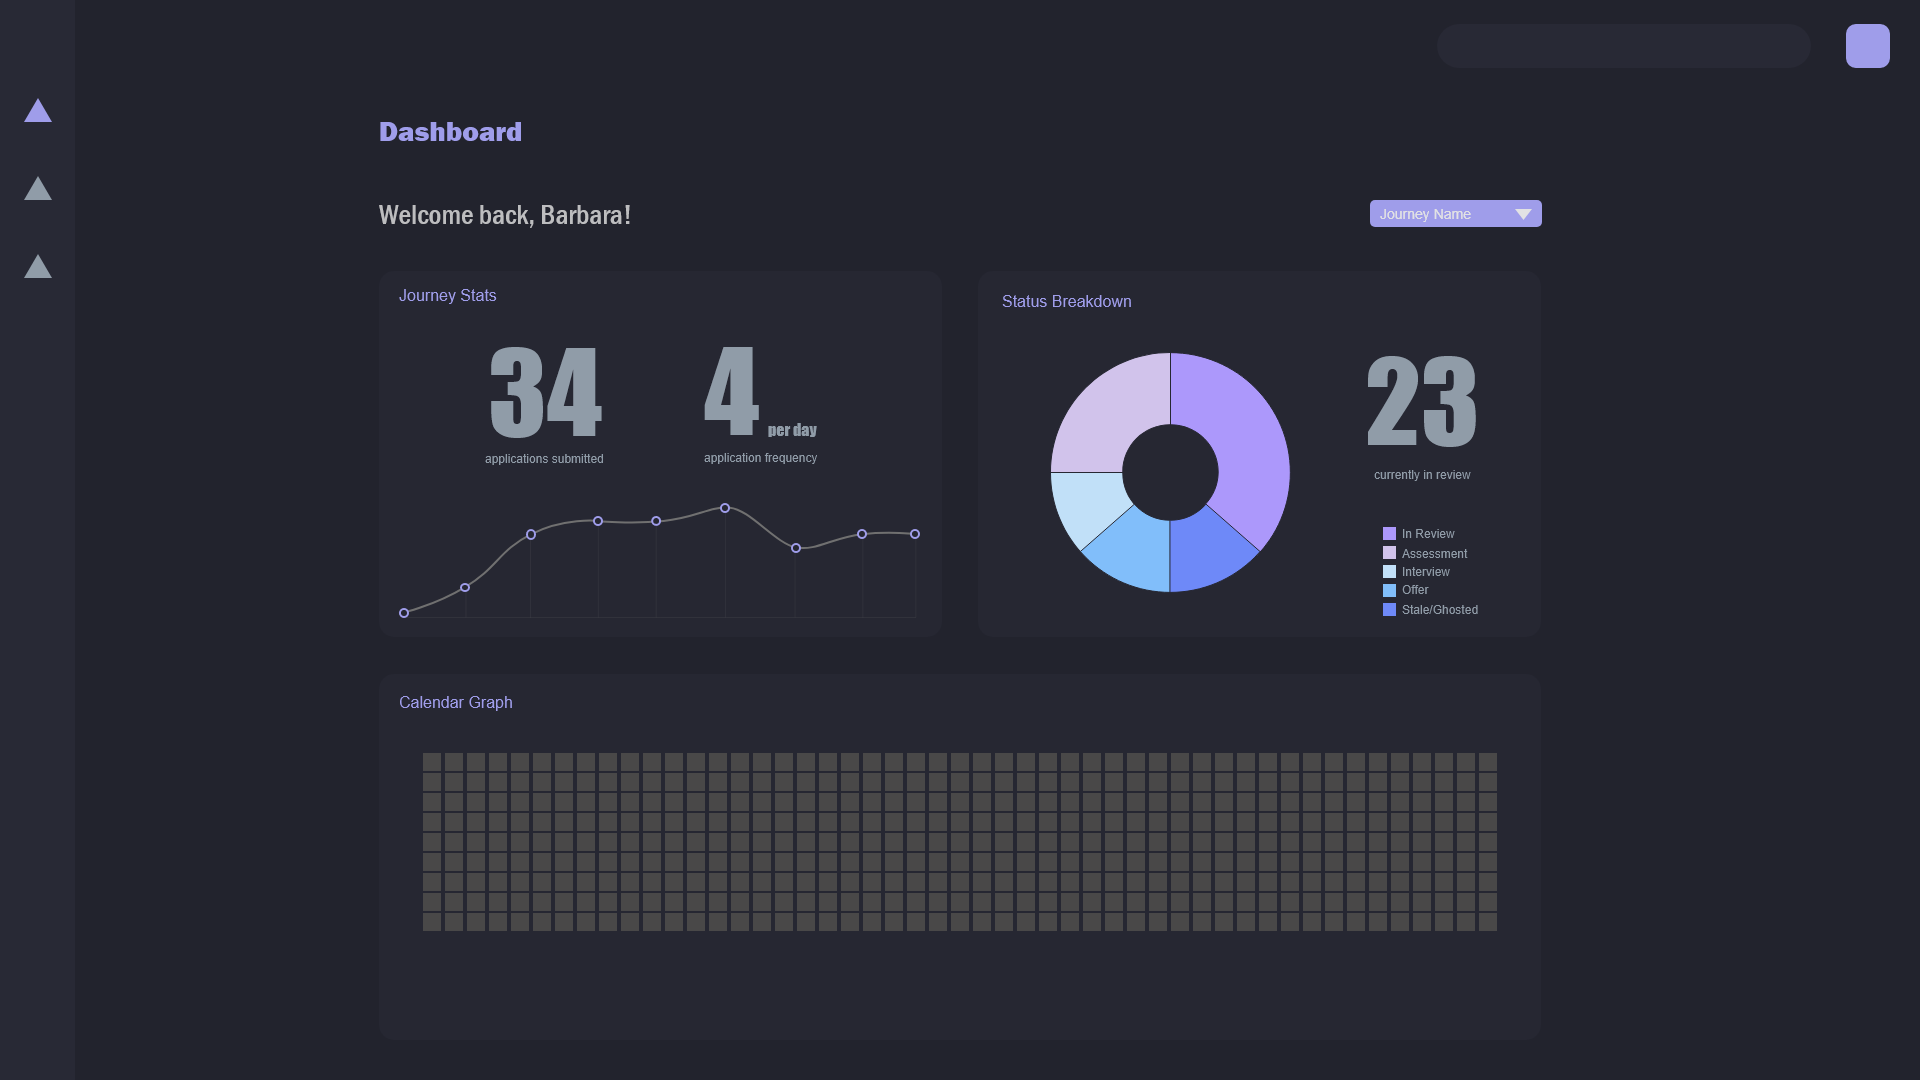 Dashboard
Welcome back, Barbara!
Journey Name
Journey Stats
34
applications submitted
4 per day
application frequency
Status Breakdown
23
currently in review
In Review
Assessment
Interview
Offer
Stale/Ghosted
Calendar Graph